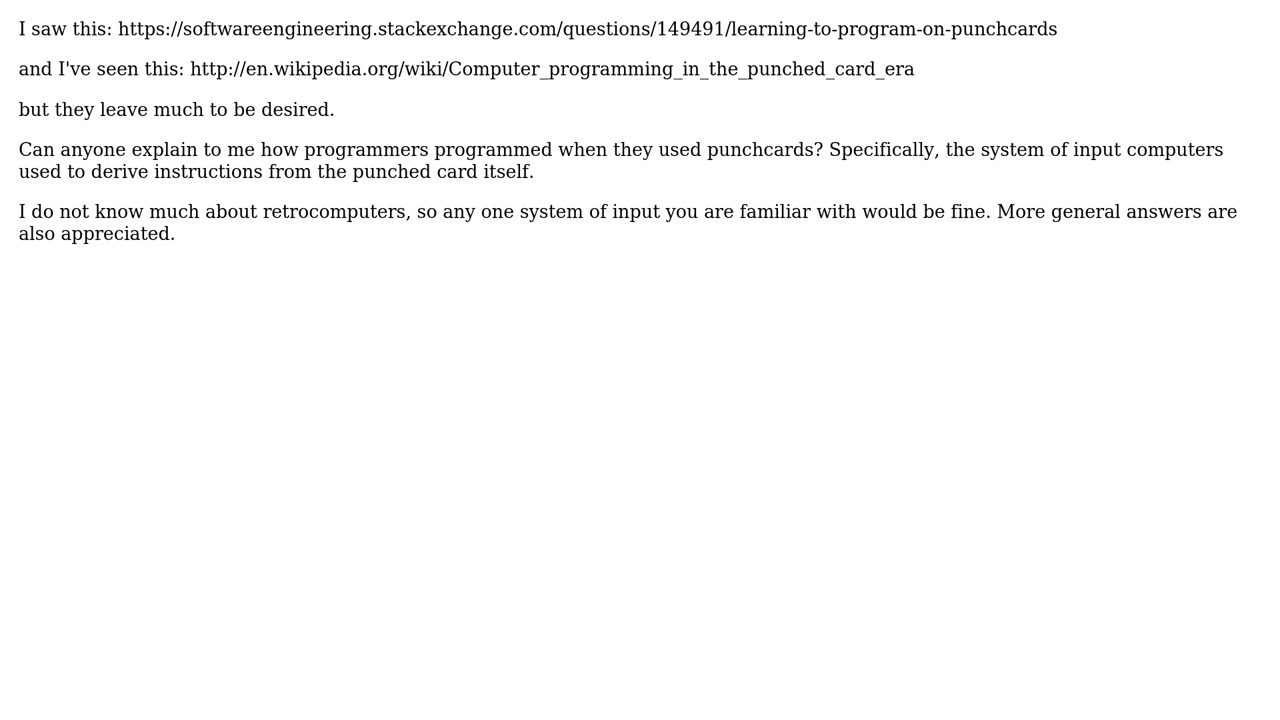 I saw this: https://softwareengineering.stackexchange.com/questions/149491/learning-to-program-on-punchcards
and I've seen this: http://en.wikipedia.org/wiki/Computer_programming_in_the_punched_card_era
but they leave much to be desired.
Can anyone explain to me how programmers programmed when they used punchcards? Specifically, the system of input computers
used to derive instructions from the punched card itself.
I do not know much about retrocomputers, so any one system of input you are familiar with would be fine. More general answers are
also appreciated.